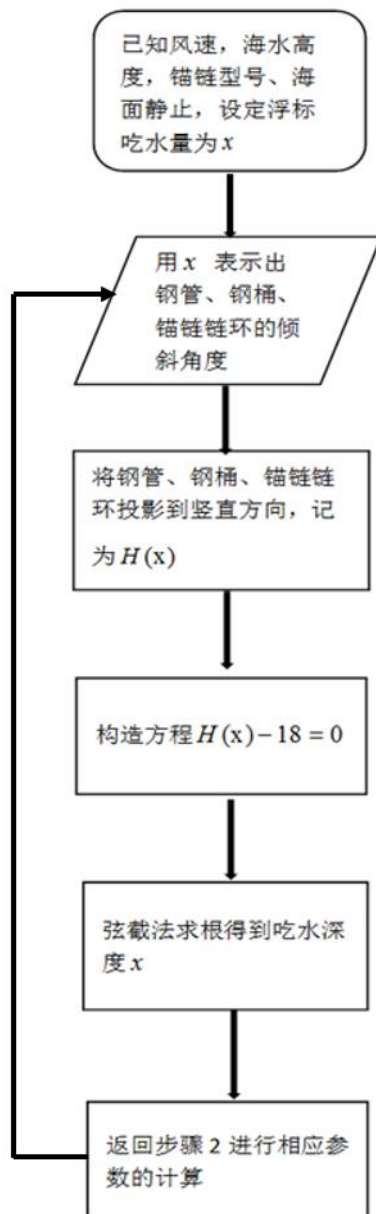 已知风速，海水高
度，锚链型号、海
面静止，设定浮标
吃水量为x
用x 表示出
钢管、钢桶、
锚链链环的倾
斜角度
将钢管、钢桶、锚链链
环投影到竖直方向，记
为H(x)
构造方程H(x)−18=0
弦截法求根得到吃水深
度x
返回步骤2进行相应参
数的计算